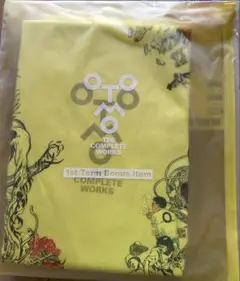 OTOMO
THE
COMPLETE
WORKS
1st Term Bonus Item
COMPLETE
WORKS